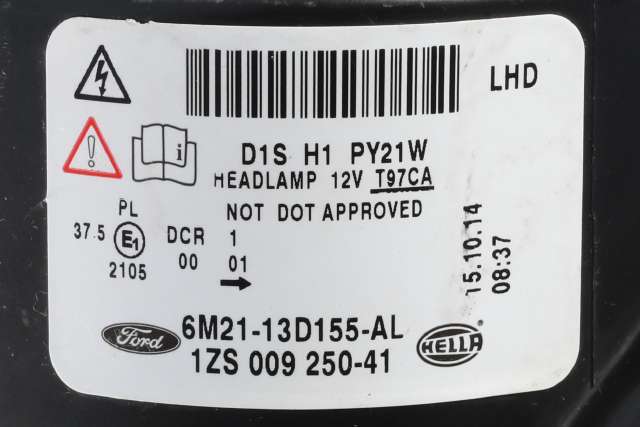 LHD
D1S H1 PY21W
HEADLAMP 12V T97CA
NOT DOT APPROVED
PL
37.5 E1 DCR 1
2105 00 01
15.10.14
08:37
Ford 6M21-13D155-AL
1ZS 009 250-41 HELLA